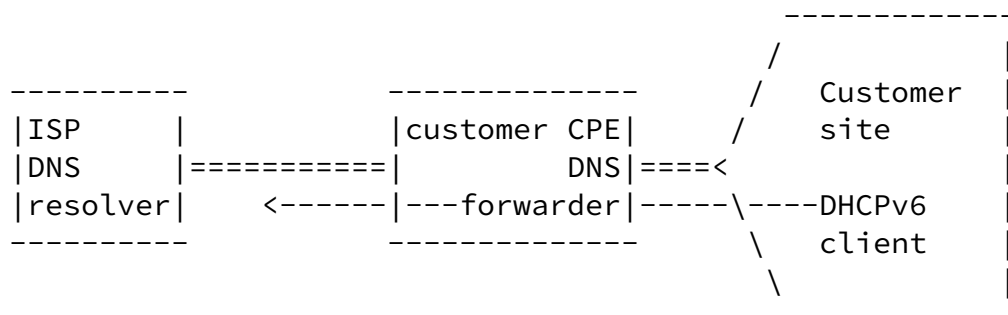 -------------
                                           /            |
----------           --------------       /   Customer  |
|ISP     |           |customer CPE|      /    site      |
|DNS     |===========|         DNS|====<                |
|resolver|    <------|---forwarder|-----\----DHCPv6     |
----------           --------------      \    client    |
                                          \             |